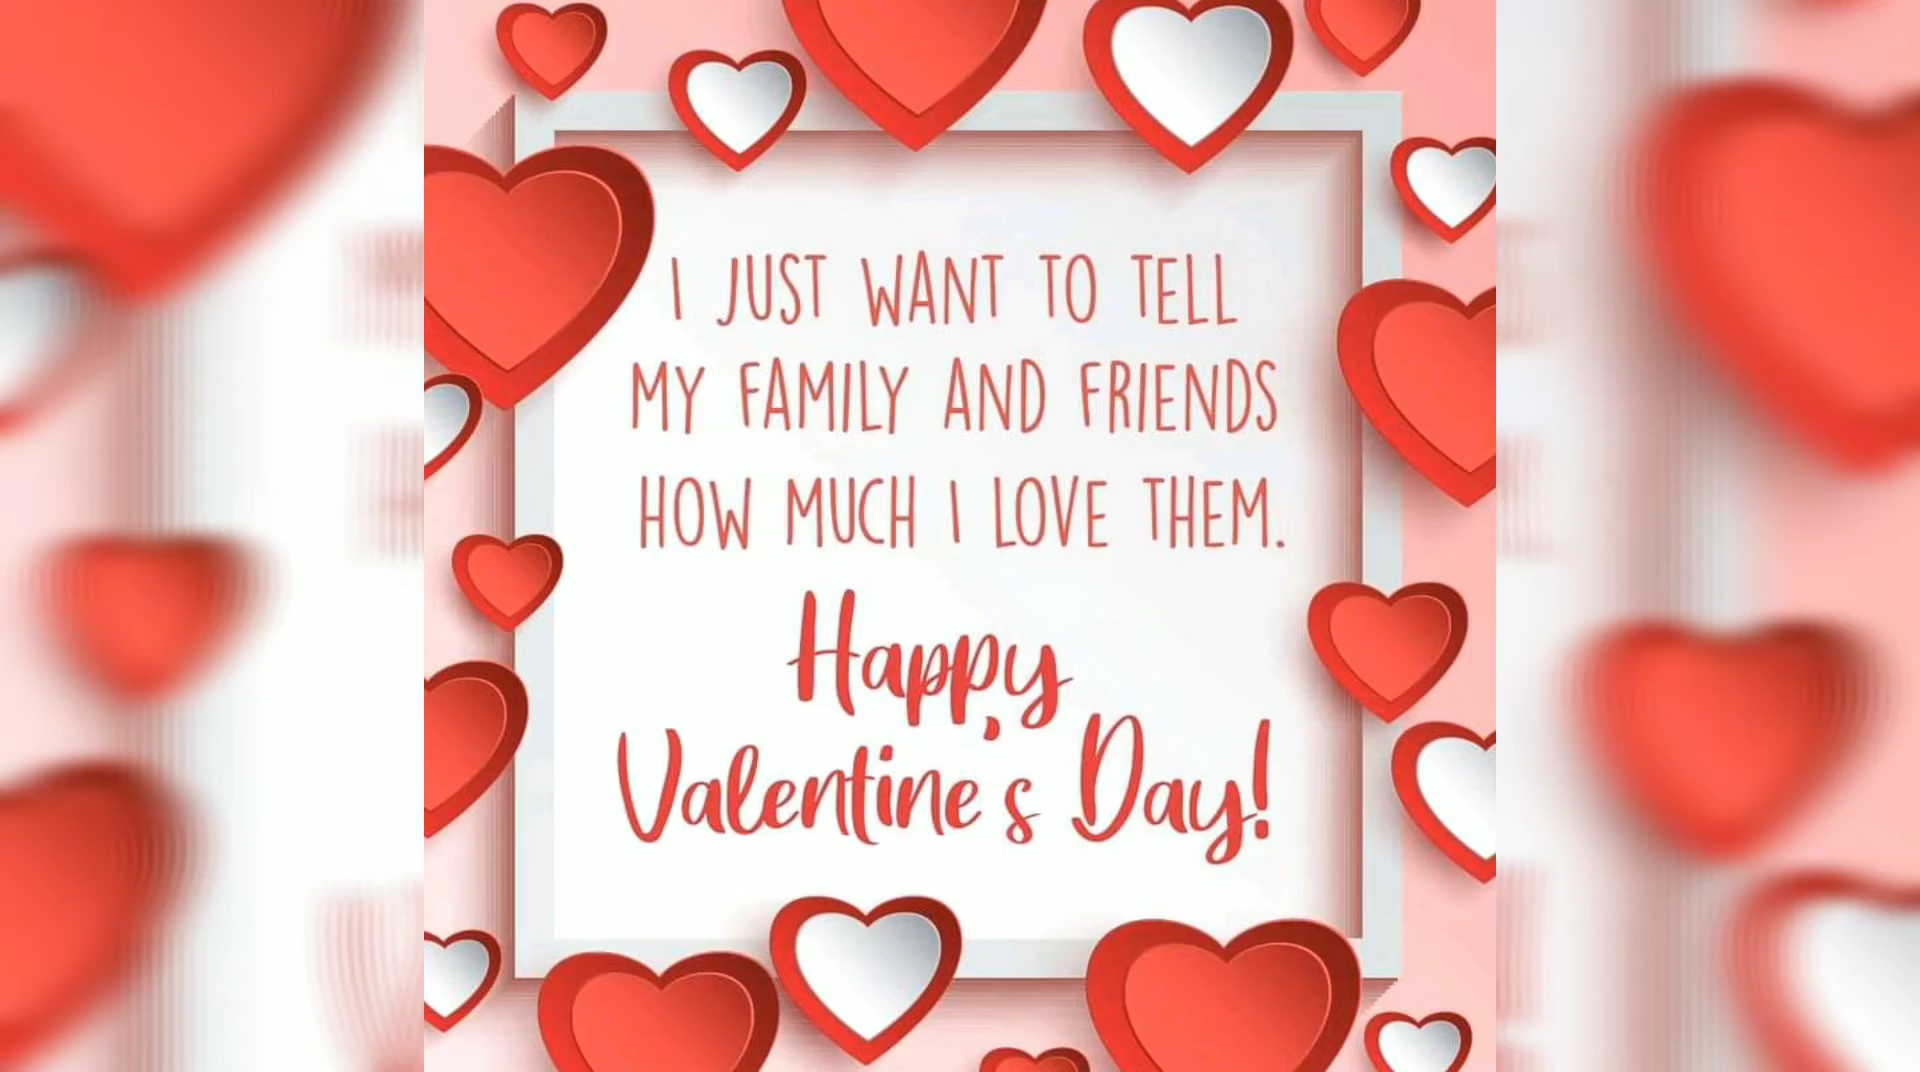 I JUST WANT TO TELL
MY FAMILY AND FRIENDS
HOW MUCH I LOVE THEM.
Happy
Valentine's Day!